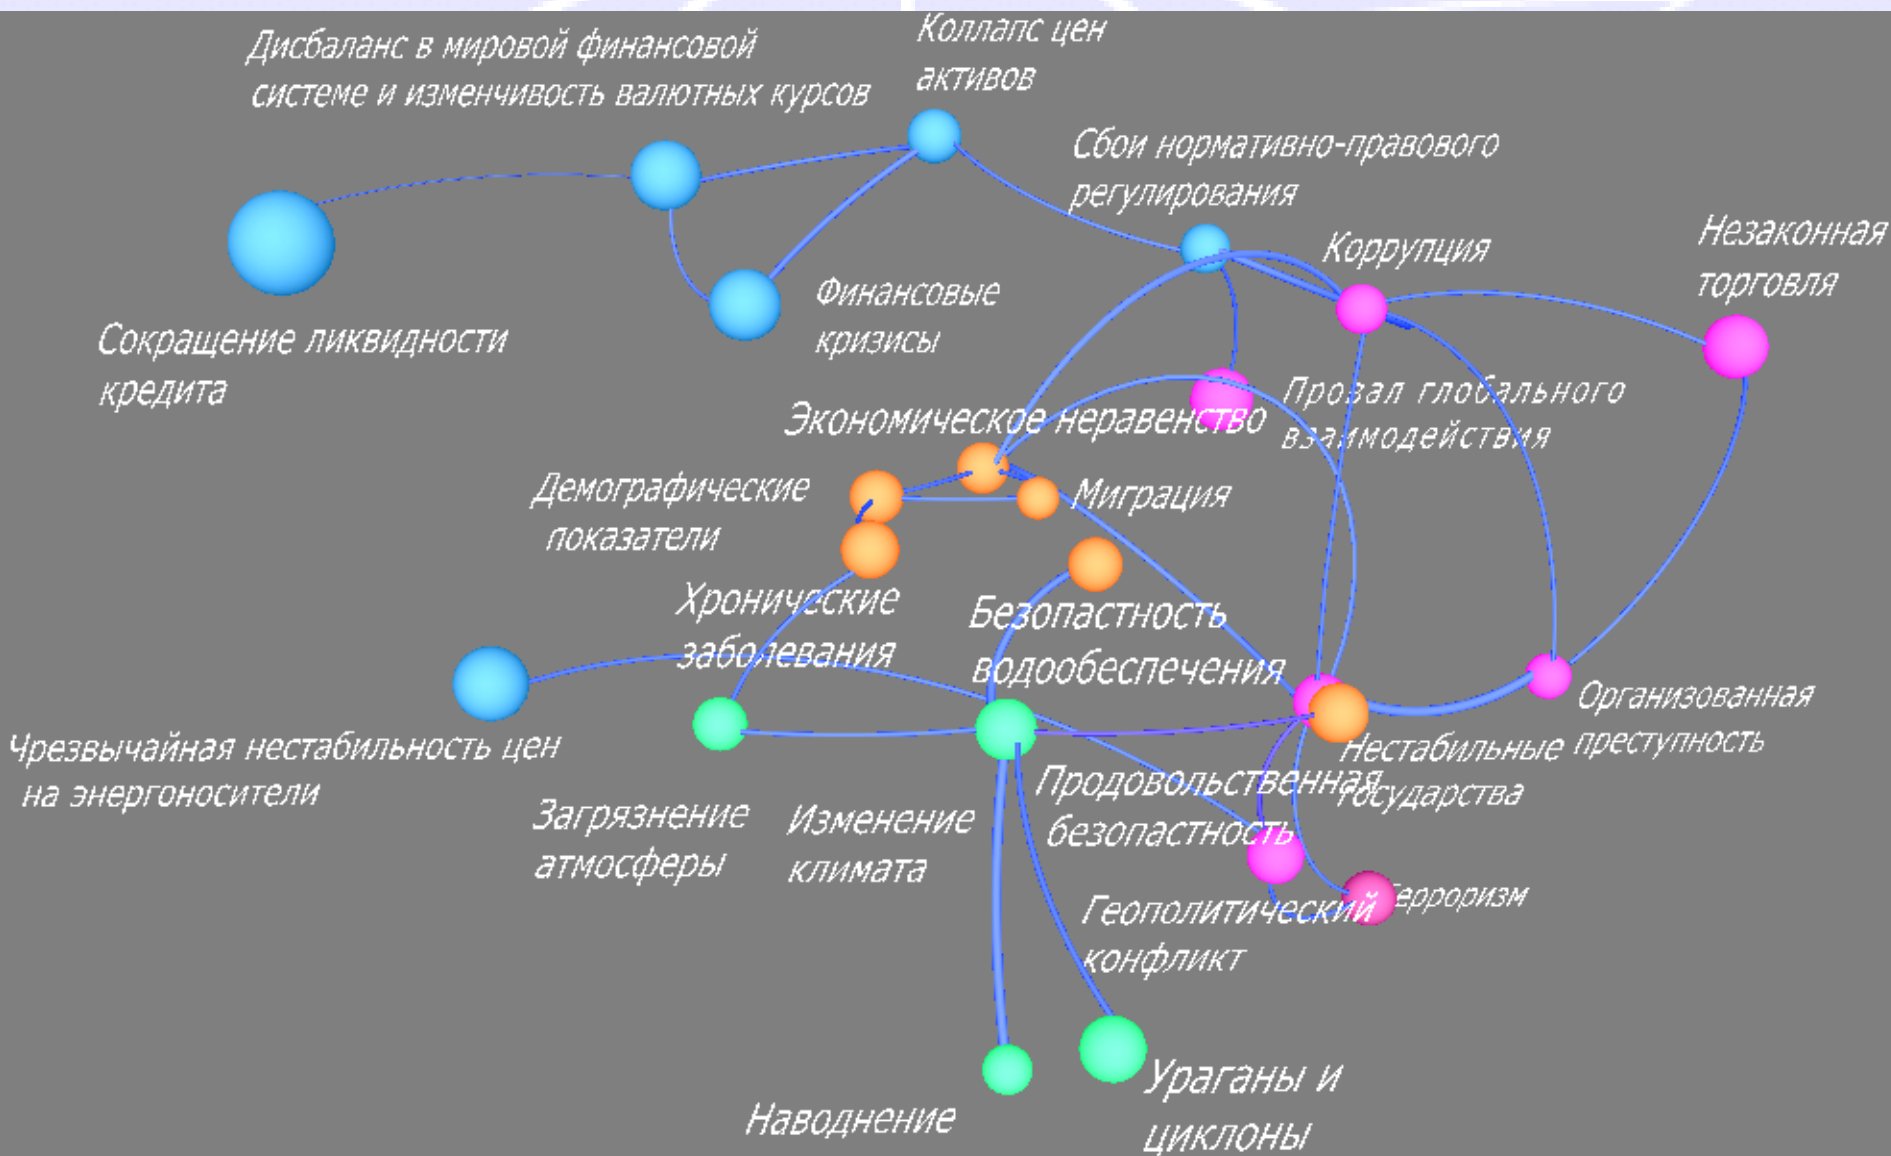 Дисбаланс в мировой финансовой
системе и изменчивость валютных курсов
Коллапс цен
активов
Сбои нормативно-правового
регулирования
Коррупция
Незаконная
торговля
Сокращение ликвидности
кредита
Финансовые
кризисы
Провал глобального
взаимодействия
Экономическое неравенство
Демографические
показатели
Миграция
Хронические
заболевания
Безопастность
водообеспечения
Организованная
преступность
Нестабильные
государства
Чрезвычайная нестабильность цен
на энергоносители
Загрязнение
атмосферы
Изменение
климата
Продовольственная
безопастность
Геополитический
конфликт
Терроризм
Наводнение
Ураганы и
циклоны